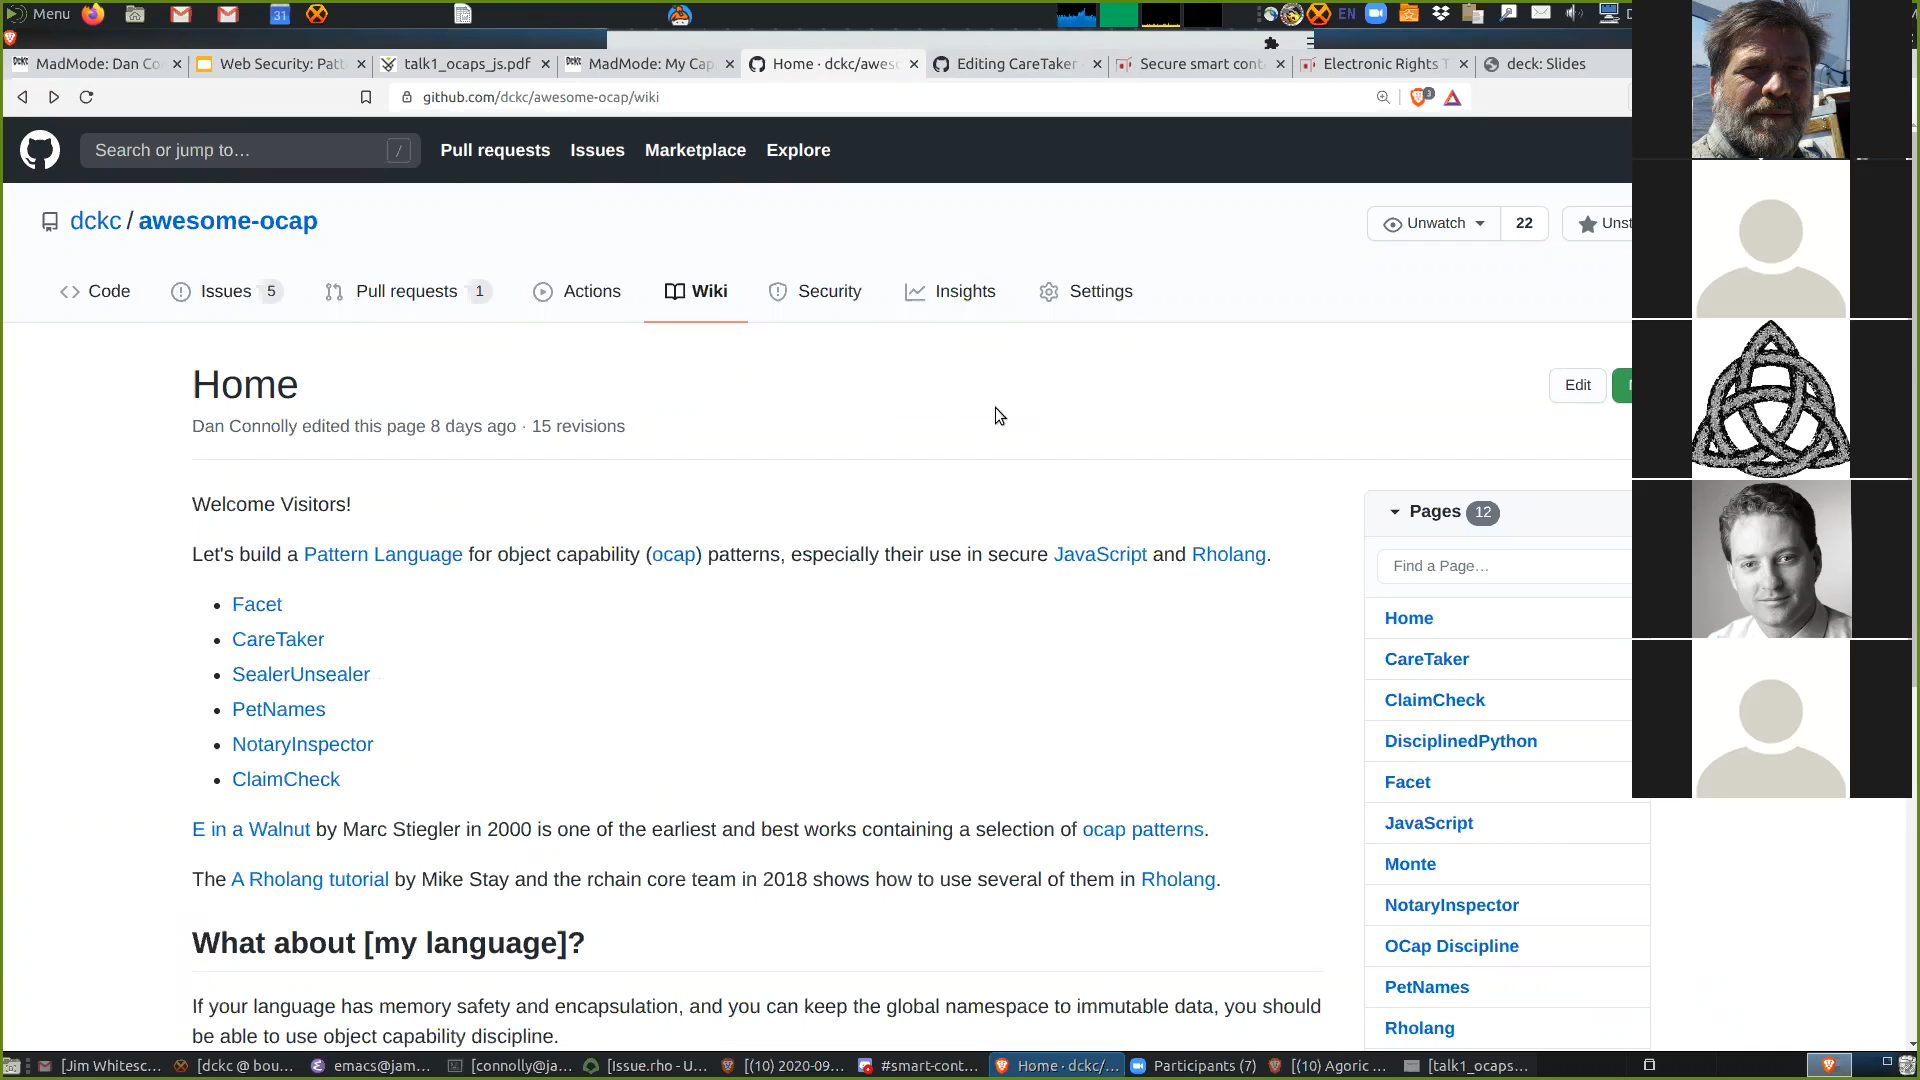 Menu
31
EN
MadMode: Dan Co
Web Security: Patt
talk1_ocaps_js.pdf
MadMode: My Cap
Home · dckc/aweso
Editing CareTaker
Secure smart cont
Electronic Rights T
deck: Slides
github.com/dckc/awesome-ocap/wiki
3
Search or jump to…
/
Pull requests
Issues
Marketplace
Explore
dckc / awesome-ocap
Unwatch
22
Unst
Code
Issues 5
Pull requests 1
Actions
Wiki
Security
Insights
Settings
Home
Edit
Dan Connolly edited this page 8 days ago · 15 revisions
Welcome Visitors!
Let's build a Pattern Language for object capability (ocap) patterns, especially their use in secure JavaScript and Rholang.
Facet
CareTaker
SealerUnsealer
PetNames
NotaryInspector
ClaimCheck
E in a Walnut by Marc Stiegler in 2000 is one of the earliest and best works containing a selection of ocap patterns.
The A Rholang tutorial by Mike Stay and the rchain core team in 2018 shows how to use several of them in Rholang.
What about [my language]?
If your language has memory safety and encapsulation, and you can keep the global namespace to immutable data, you should
be able to use object capability discipline.
Pages 12
Find a Page…
Home
CareTaker
ClaimCheck
DisciplinedPython
Facet
JavaScript
Monte
NotaryInspector
OCap Discipline
PetNames
Rholang
[Jim Whitesc...
[dckc @ bou...
emacs@jam...
[connolly@ja...
[Issue.rho - U...
[(10) 2020-09...
#smart-cont...
Home · dckc/...
Participants (7)
[(10) Agoric ...
[talk1_ocaps...